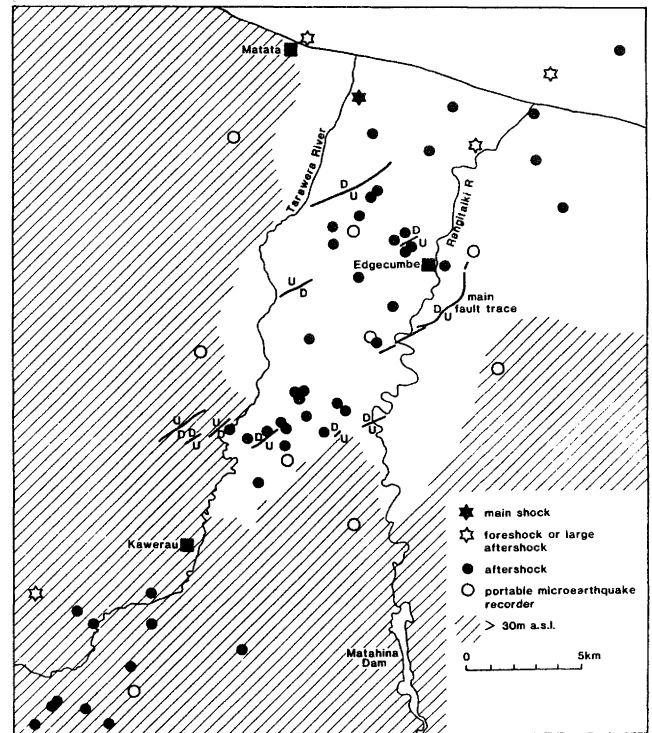 Matata
Tarawera River
Rangitaiki R
D
U
D
U
Edgecumbe
U
D
main
fault trace
D
U
U
D
D
U
U
D
D
U
D
U
D
U
Kawerau
Matahina
Dam
main shock
foreshock or large
aftershock
aftershock
portable microearthquake
recorder
> 30m a.s.l.
0 5km